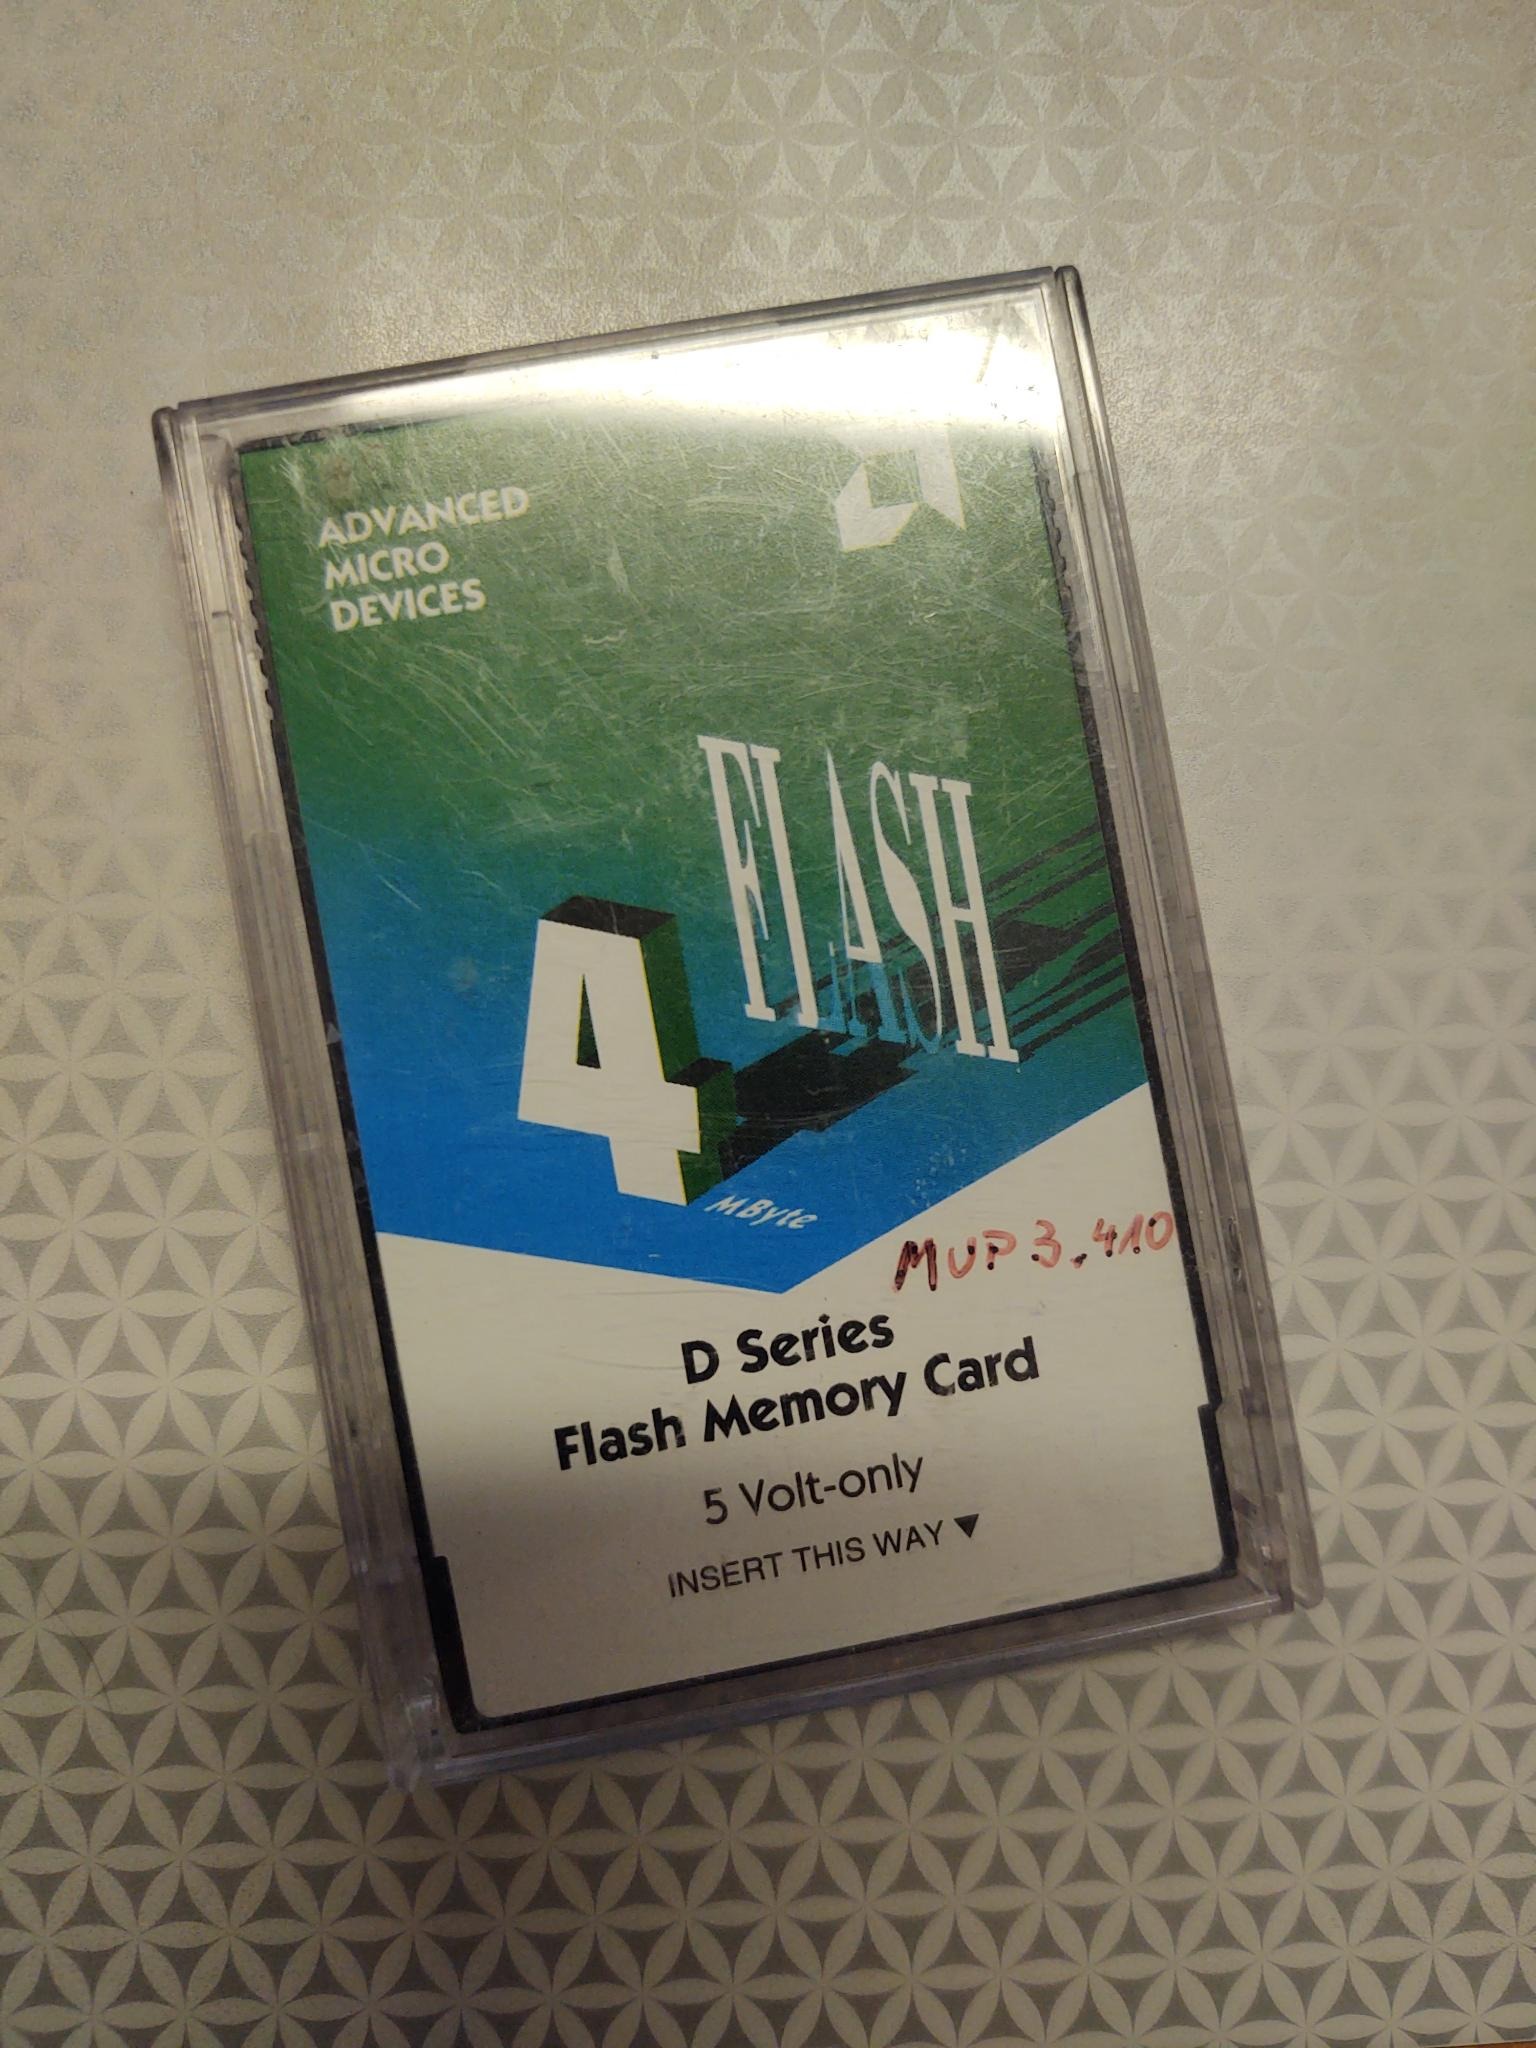 ADVANCED
MICRO
DEVICES
FLASH
4
MByte
MUP 3.410
D Series
Flash Memory Card
5 Volt-only
INSERT THIS WAY ▼